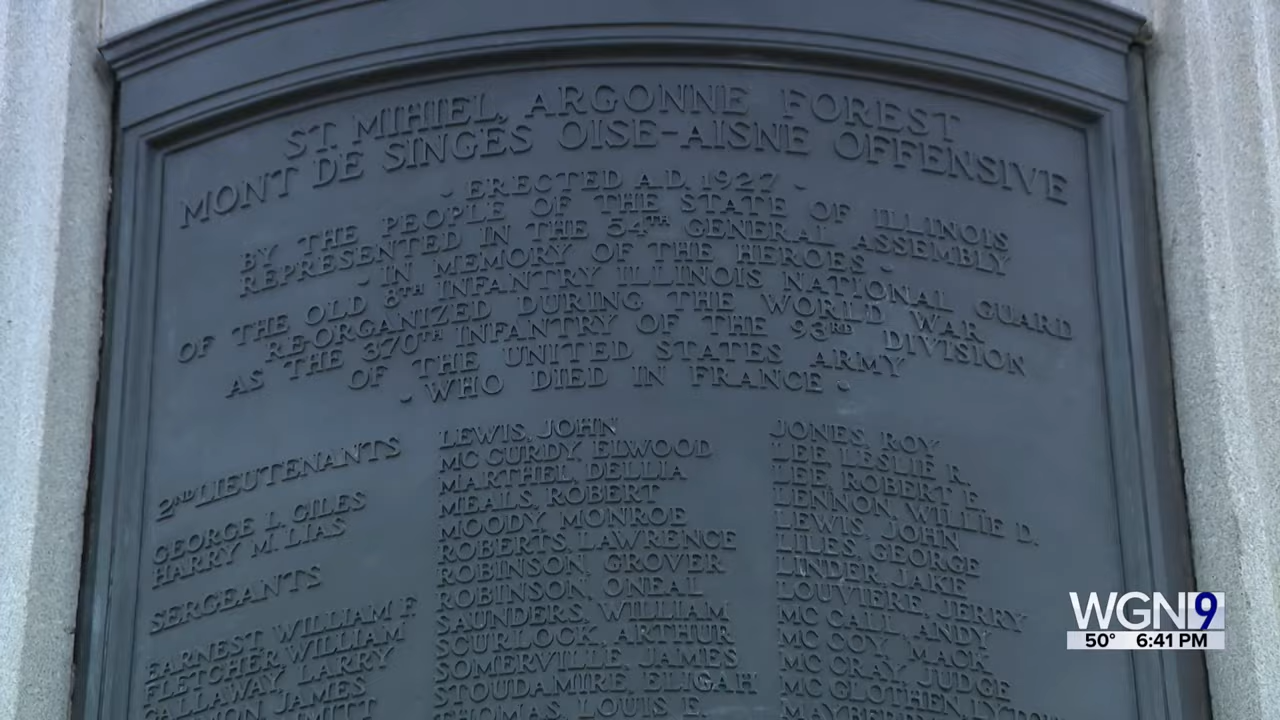 ST. MIHIEL, ARGONNE FOREST
MONT DE SINGES OISE-AISNE OFFENSIVE
- ERECTED A.D. 1927 -
BY THE PEOPLE OF THE STATE OF ILLINOIS
REPRESENTED IN THE 54TH GENERAL ASSEMBLY
- IN MEMORY OF THE HEROES -
OF THE OLD 8TH INFANTRY ILLINOIS NATIONAL GUARD
RE-ORGANIZED DURING THE WORLD WAR
AS THE 370TH INFANTRY OF THE 93RD DIVISION
OF THE UNITED STATES ARMY
- WHO DIED IN FRANCE -
2ND LIEUTENANTS
GEORGE L. GILES
HARRY M. LIAS
SERGEANTS
EARNEST, WILLIAM F.
FLETCHER, WILLIAM
CALLAWAY, LARRY
JAMES
LEWIS, JOHN
MC CURDY, ELWOOD
MARTHEL, DELLIA
MEALS, ROBERT
MOODY, MONROE
ROBERTS, LAWRENCE
ROBINSON, GROVER
ROBINSON, ONEAL
SAUNDERS, WILLIAM
SCURLOCK, ARTHUR
SOMERVILLE, JAMES
STOUDAMIRE, ELIGAH
THOMAS, LOUIS E.
JONES, ROY
LEE, LESLIE R.
LEE, ROBERT E.
LENNON, WILLIE D.
LEWIS, JOHN
LILES, GEORGE
LINDER, JAKE
LOUVIERE, JERRY
MC CALL, ANDY
MC COY, MACK
MC CRAY, JUDGE
MC GLOTHEN,
WGN9
50° 6:41 PM